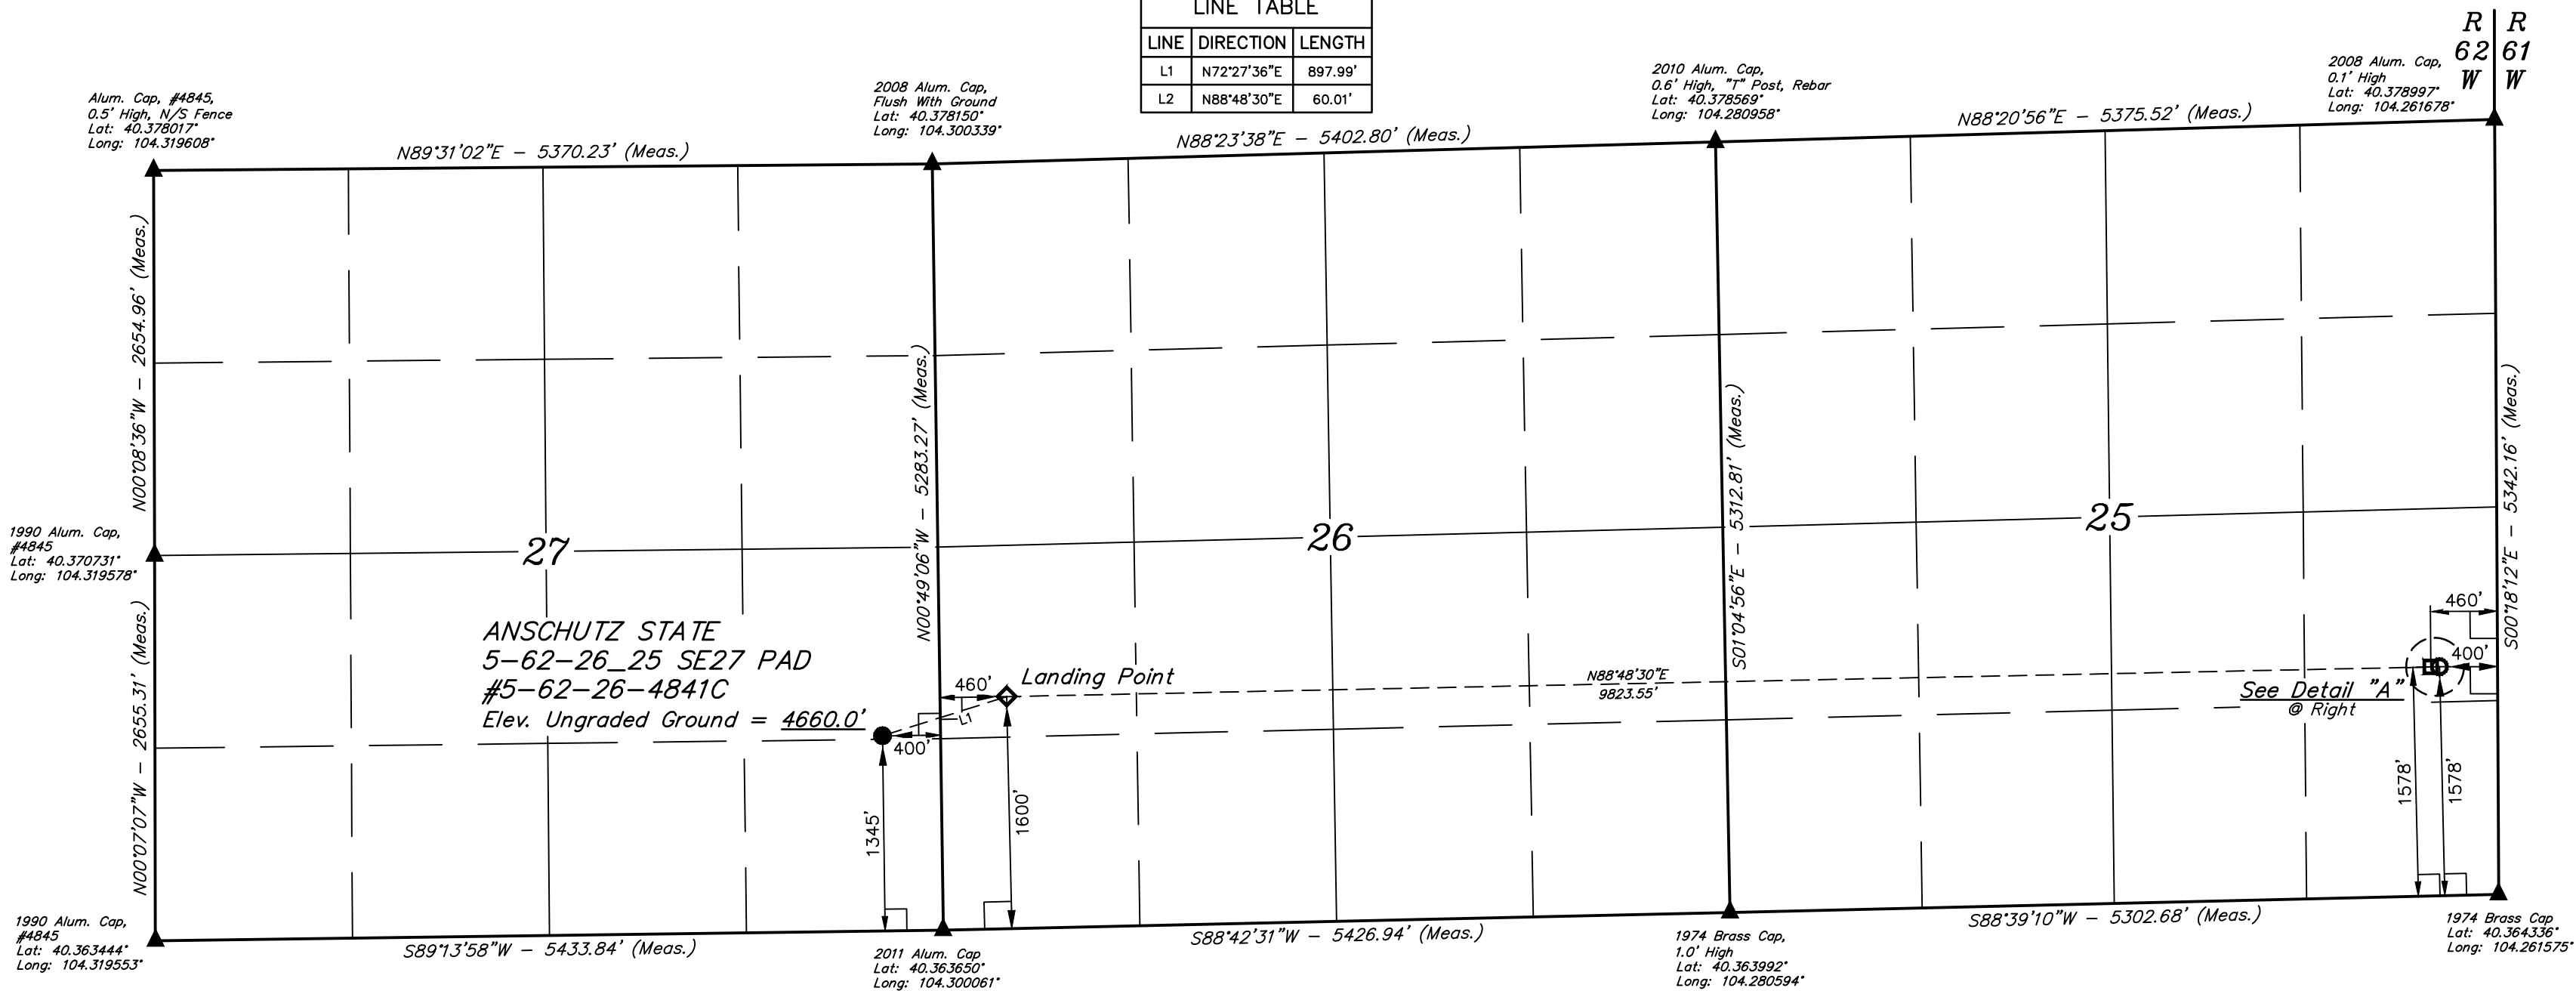 LINE TABLE
LINE DIRECTION LENGTH
L1 N72°27'36"E 897.99'
L2 N88°48'30"E 60.01'
R R
62 61
W W
Alum. Cap, #4845,
0.5' High, N/S Fence
Lat: 40.378017°
Long: 104.319608°
2008 Alum. Cap,
Flush With Ground
Lat: 40.378150°
Long: 104.300339°
2010 Alum. Cap,
0.6' High, "T" Post, Rebar
Lat: 40.378569°
Long: 104.280958°
2008 Alum. Cap,
0.1' High
Lat: 40.378997°
Long: 104.261678°
N89°31'02"E - 5370.23' (Meas.)
N88°23'38"E - 5402.80' (Meas.)
N88°20'56"E - 5375.52' (Meas.)
N00°08'36"W - 2654.96' (Meas.)
N00°49'06"W - 5283.27' (Meas.)
S01°04'56"E - 5312.81' (Meas.)
S00°18'12"E - 5342.16' (Meas.)
1990 Alum. Cap,
#4845
Lat: 40.370731°
Long: 104.319578°
27
26
25
N00°07'07"W - 2655.31' (Meas.)
ANSCHUTZ STATE
5-62-26_25 SE27 PAD
#5-62-26-4841C
Elev. Ungraded Ground = 4660.0'
460'
Landing Point
L1
400'
1345'
1600'
N88°48'30"E
9823.55'
460'
400'
See Detail "A"
@ Right
1578'
1578'
1990 Alum. Cap,
#4845
Lat: 40.363444°
Long: 104.319553°
S89°13'58"W - 5433.84' (Meas.)
2011 Alum. Cap
Lat: 40.363650°
Long: 104.300061°
S88°42'31"W - 5426.94' (Meas.)
1974 Brass Cap,
1.0' High
Lat: 40.363992°
Long: 104.280594°
S88°39'10"W - 5302.68' (Meas.)
1974 Brass Cap
Lat: 40.364336°
Long: 104.261575°